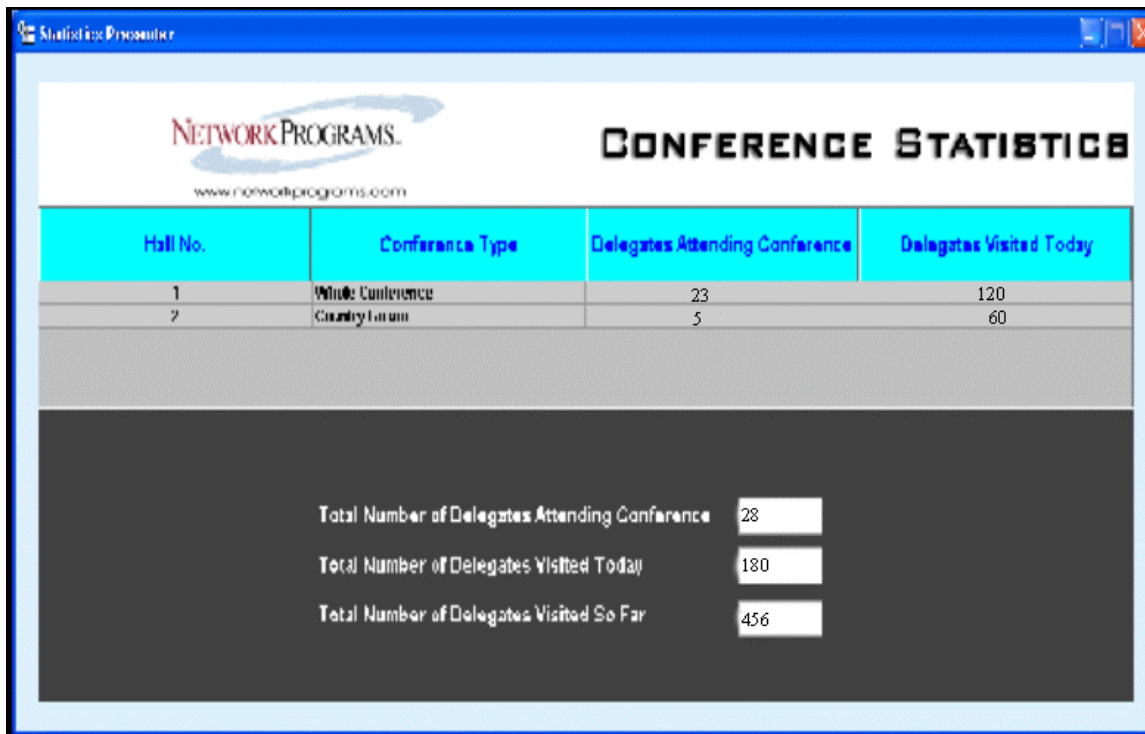 Statistics Presenter
NETWORKPROGRAMS.
www.networkprograms.com
CONFERENCE STATISTICS
Hall No. Conference Type Delegates Attending Conference Delegates Visited Today
1 Whole Conference 23 120
2 Country Forum 5 60
Total Number of Delegates Attending Conference 28
Total Number of Delegates Visited Today 180
Total Number of Delegates Visited So Far 456